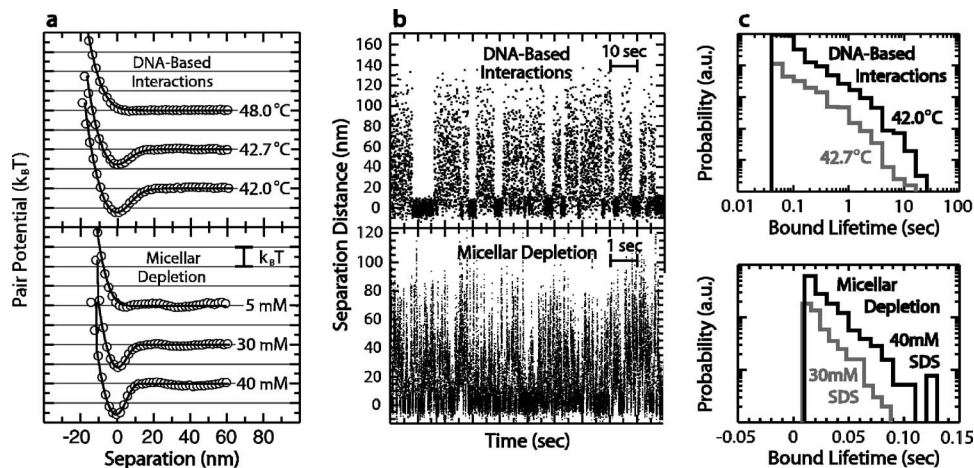 a
DNA-Based
Interactions
48.0 °C
42.7 °C
42.0 °C
Micellar
Depletion
kBT
5 mM
30 mM
40 mM
Pair Potential (kBT)
-20 0 20 40 60 80
Separation (nm)
b
160
140
120
100
80
60
40
20
0
DNA-Based
Interactions
10 sec
120
100
80
60
40
20
0
Micellar Depletion
1 sec
Separation Distance (nm)
Time (sec)
c
DNA-Based
Interactions
42.0°C
42.7°C
Probability (a.u.)
0.01 0.1 1 10 100
Bound Lifetime (sec)
Micellar
Depletion
40mM
SDS
30mM
SDS
Probability (a.u.)
-0.05 0 0.05 0.10 0.15
Bound Lifetime (sec)